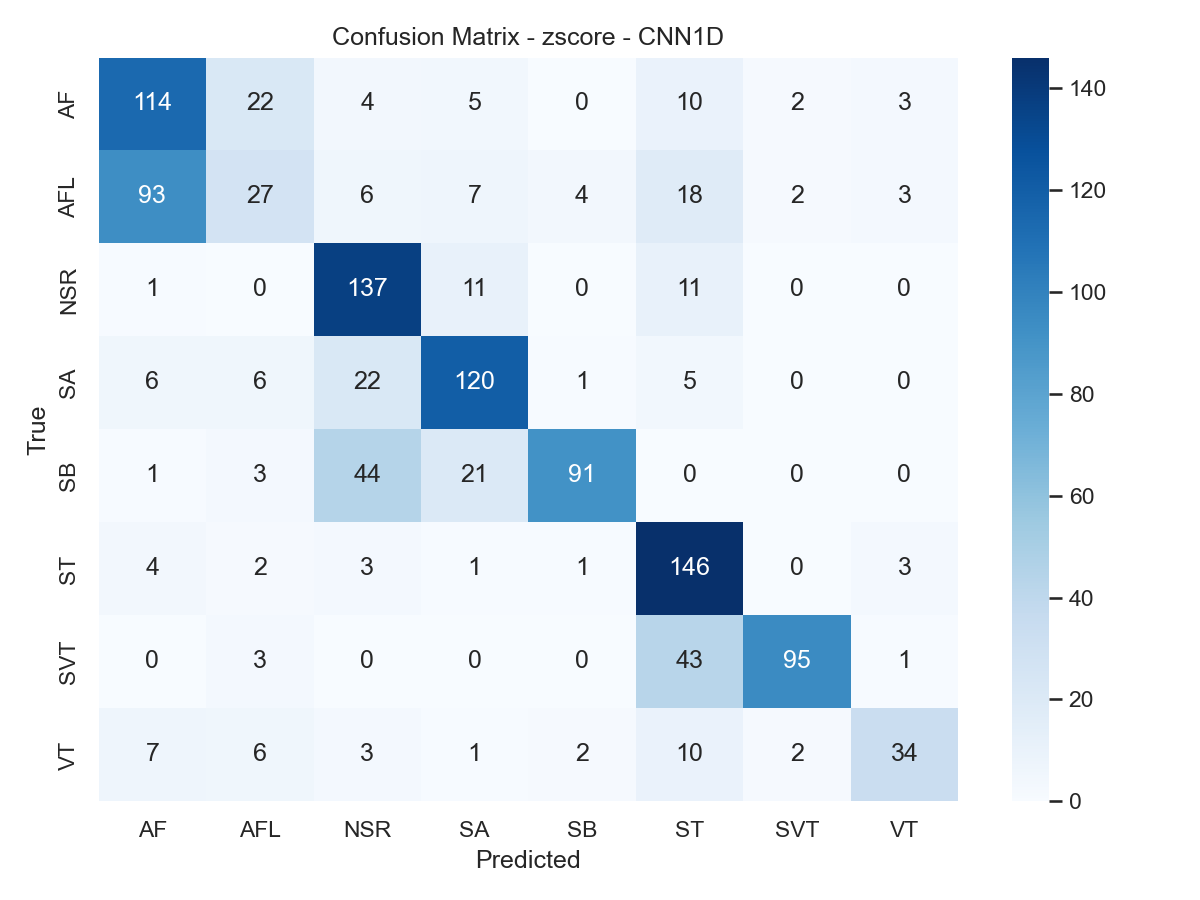 Confusion Matrix - zscore - CNN1D
AF 114 22 4 5 0 10 2 3
AFL 93 27 6 7 4 18 2 3
NSR 1 0 137 11 0 11 0 0
SA 6 6 22 120 1 5 0 0
SB 1 3 44 21 91 0 0 0
ST 4 2 3 1 1 146 0 3
SVT 0 3 0 0 0 43 95 1
VT 7 6 3 1 2 10 2 34
AF AFL NSR SA SB ST SVT VT
Predicted
True
140
120
100
80
60
40
20
0